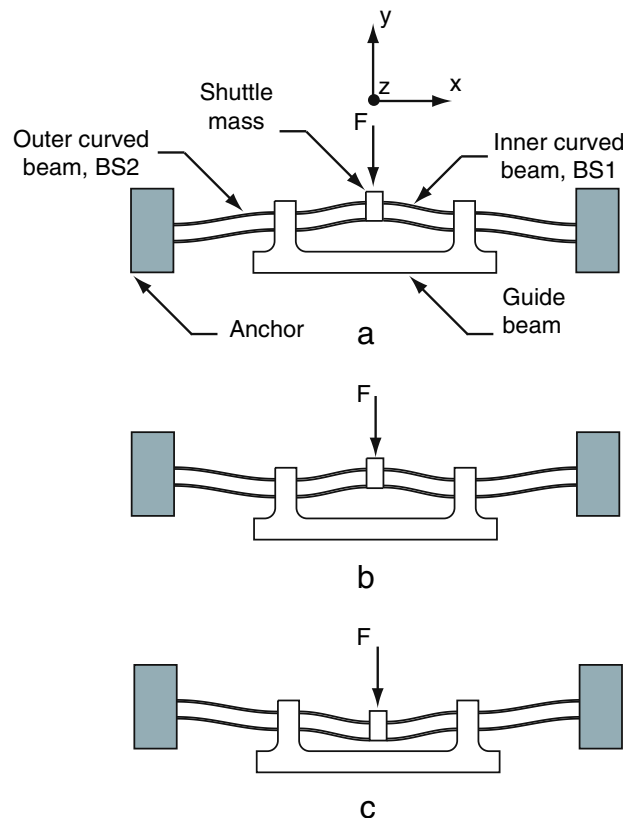 y
z
x
F
Shuttle
mass
Outer curved
beam, BS2
Inner curved
beam, BS1
Anchor
Guide
beam
a
F
b
F
c